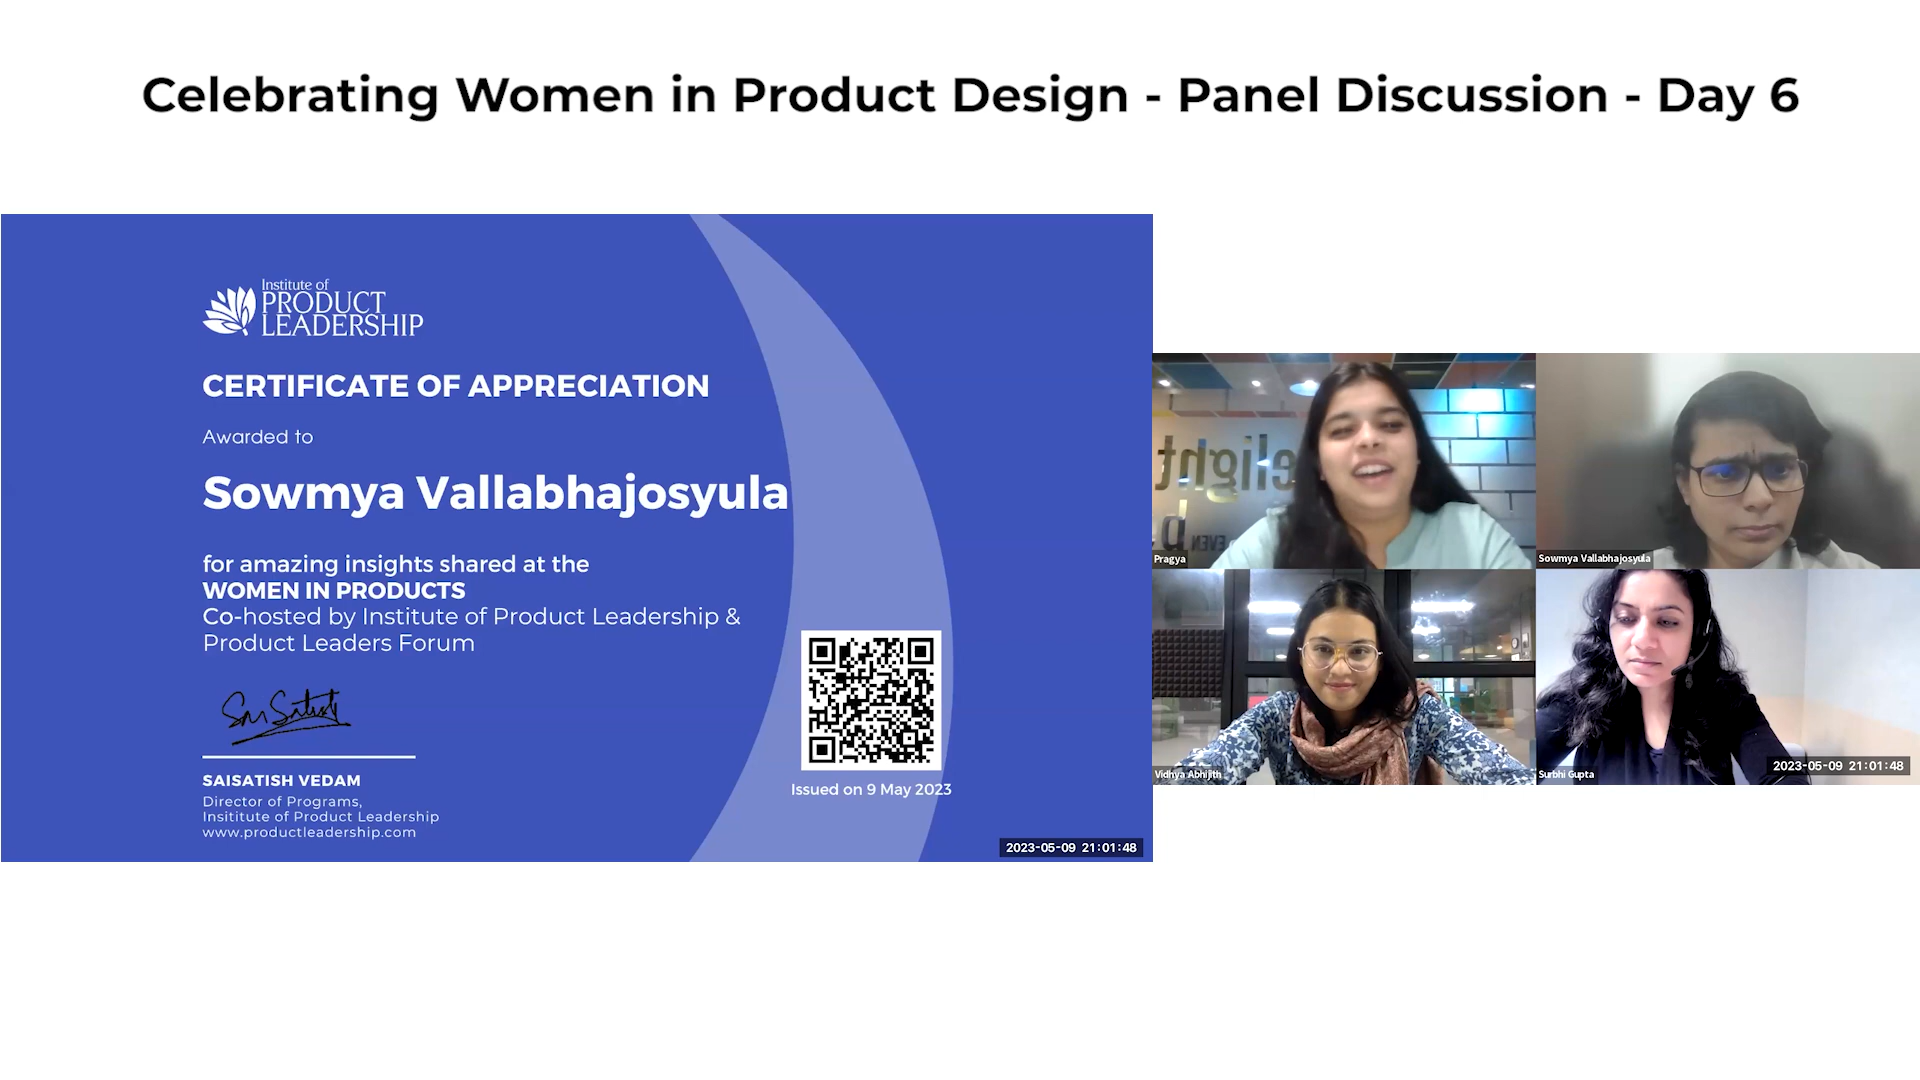 Celebrating Women in Product Design - Panel Discussion - Day 6
Institute of
PRODUCT
LEADERSHIP
CERTIFICATE OF APPRECIATION
Awarded to
Sowmya Vallabhajosyula
for amazing insights shared at the
WOMEN IN PRODUCTS
Co-hosted by Institute of Product Leadership &
Product Leaders Forum
SAISATISH VEDAM
Director of Programs,
Insititute of Product Leadership
www.productleadership.com
Issued on 9 May 2023
2023-05-09 21:01:48
elight
EVEN
Pragya
Sowmya Vallabhajosyula
Vidhya Abhijith
Surbhi Gupta
2023-05-09 21:01:48